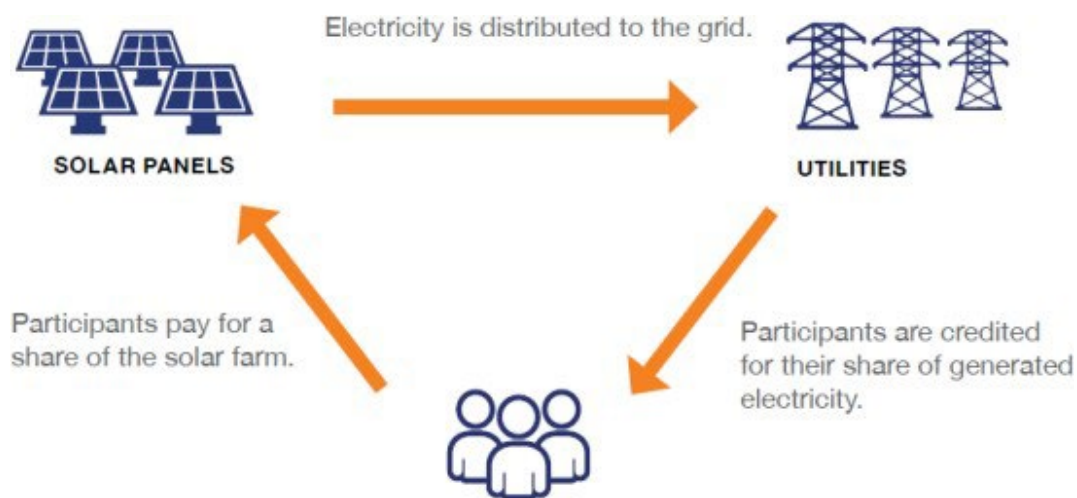 Electricity is distributed to the grid.
SOLAR PANELS
UTILITIES
Participants pay for a
share of the solar farm.
Participants are credited
for their share of generated
electricity.